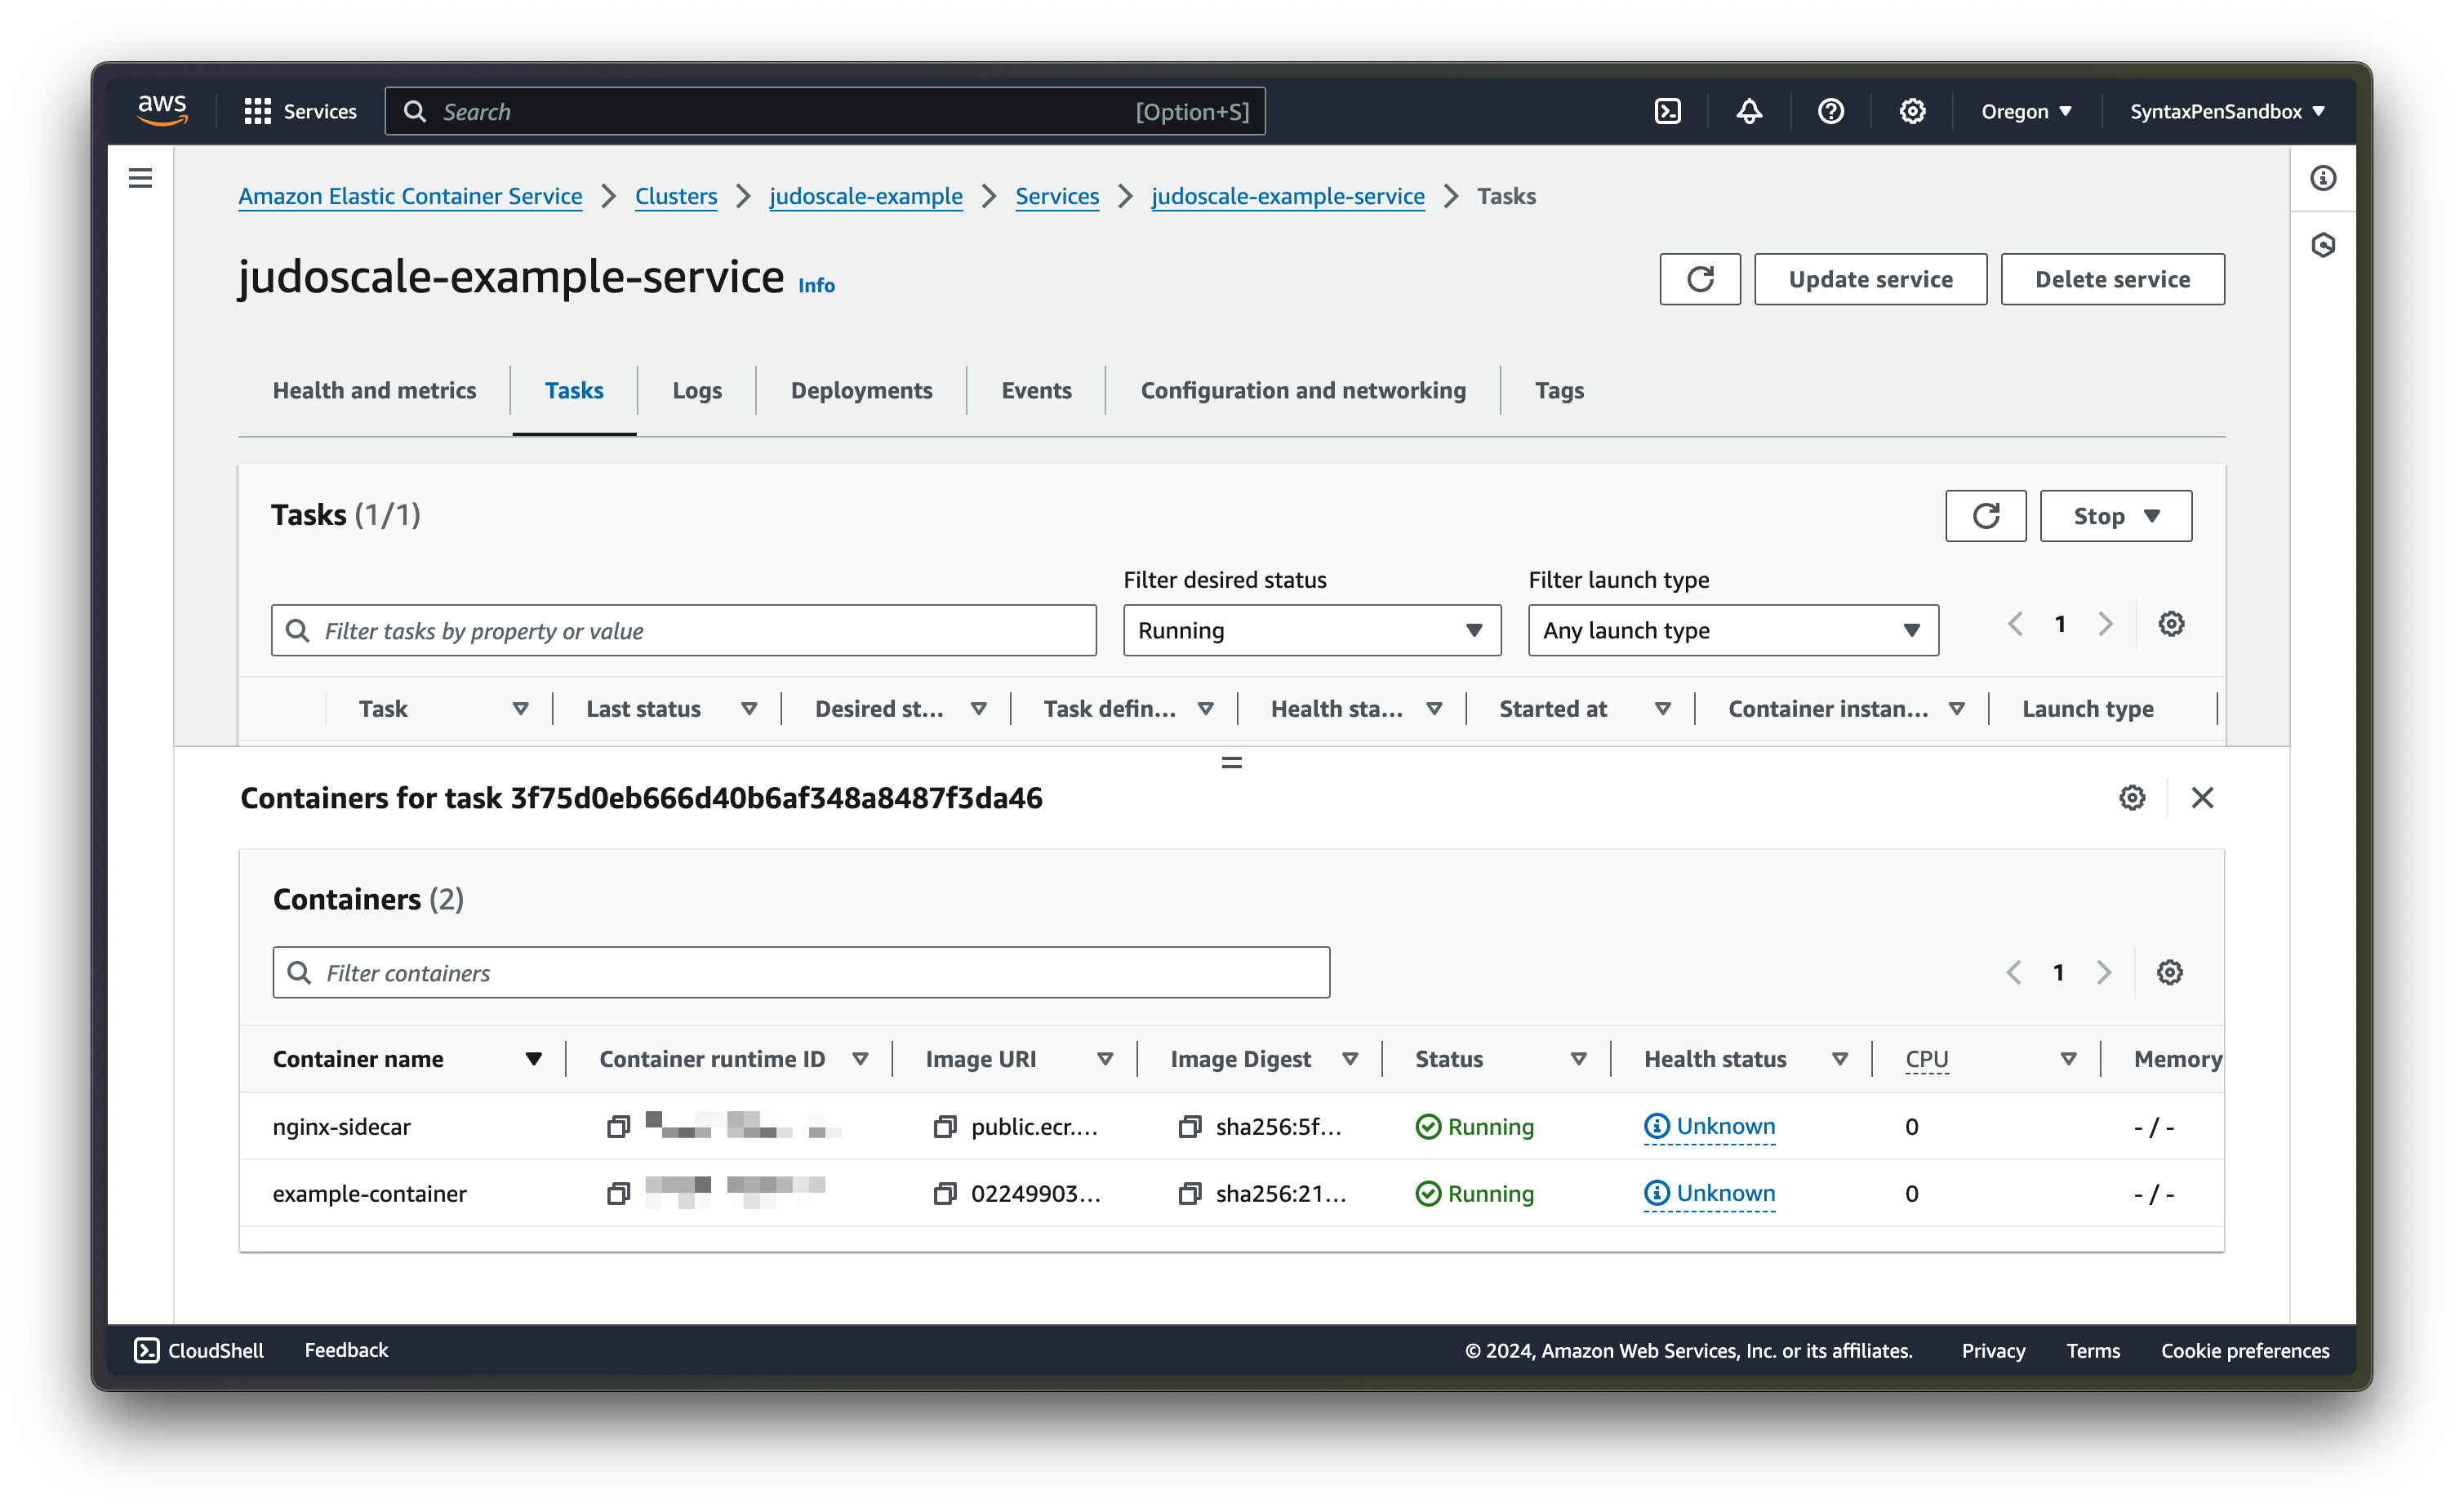 aws Services Search [Option+S] Oregon SyntaxPenSandbox
Amazon Elastic Container Service Clusters judoscale-example Services judoscale-example-service Tasks
judoscale-example-service Info Update service Delete service
Health and metrics Tasks Logs Deployments Events Configuration and networking Tags
Tasks (1/1) Stop
Filter desired status Filter launch type
Filter tasks by property or value Running Any launch type 1
Task Last status Desired st... Task defin... Health sta... Started at Container instan... Launch type
Containers for task 3f75d0eb666d40b6af348a8487f3da46
Containers (2)
Filter containers 1
Container name Container runtime ID Image URI Image Digest Status Health status CPU Memory
nginx-sidecar public.ecr.... sha256:5f... Running Unknown 0 - / -
example-container 02249903... sha256:21... Running Unknown 0 - / -
CloudShell Feedback © 2024, Amazon Web Services, Inc. or its affiliates. Privacy Terms Cookie preferences